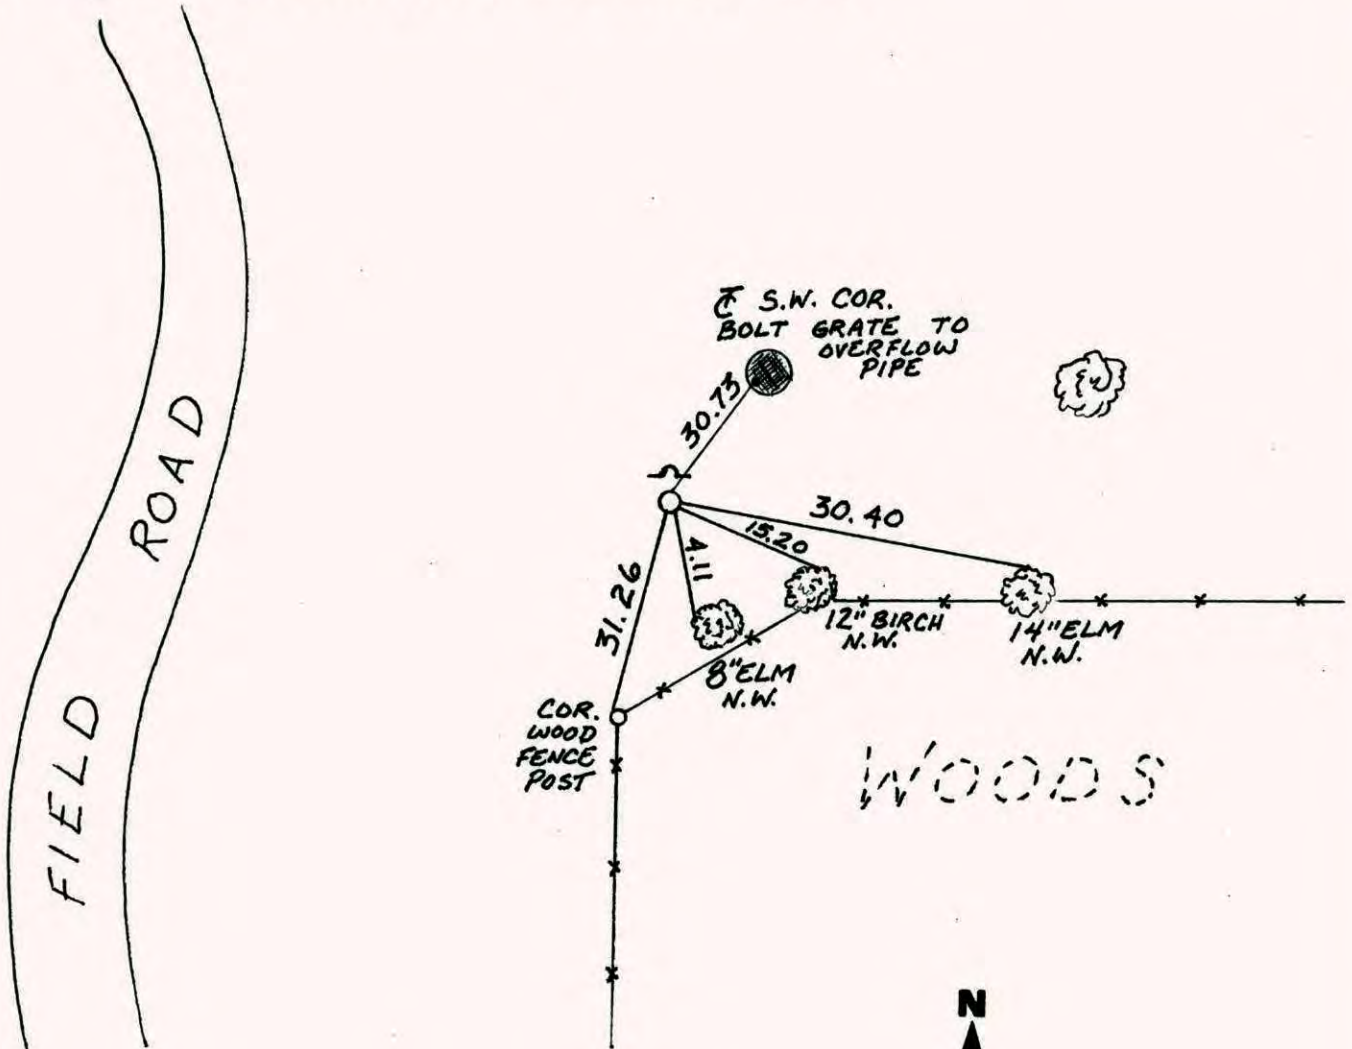 ℄ S.W. COR.
BOLT GRATE TO
OVERFLOW
PIPE
30.73
30.40
15.20
4.11
31.26
12" BIRCH
N.W.
14" ELM
N.W.
8" ELM
N.W.
COR.
WOOD
FENCE
POST
WOODS
FIELD ROAD
N